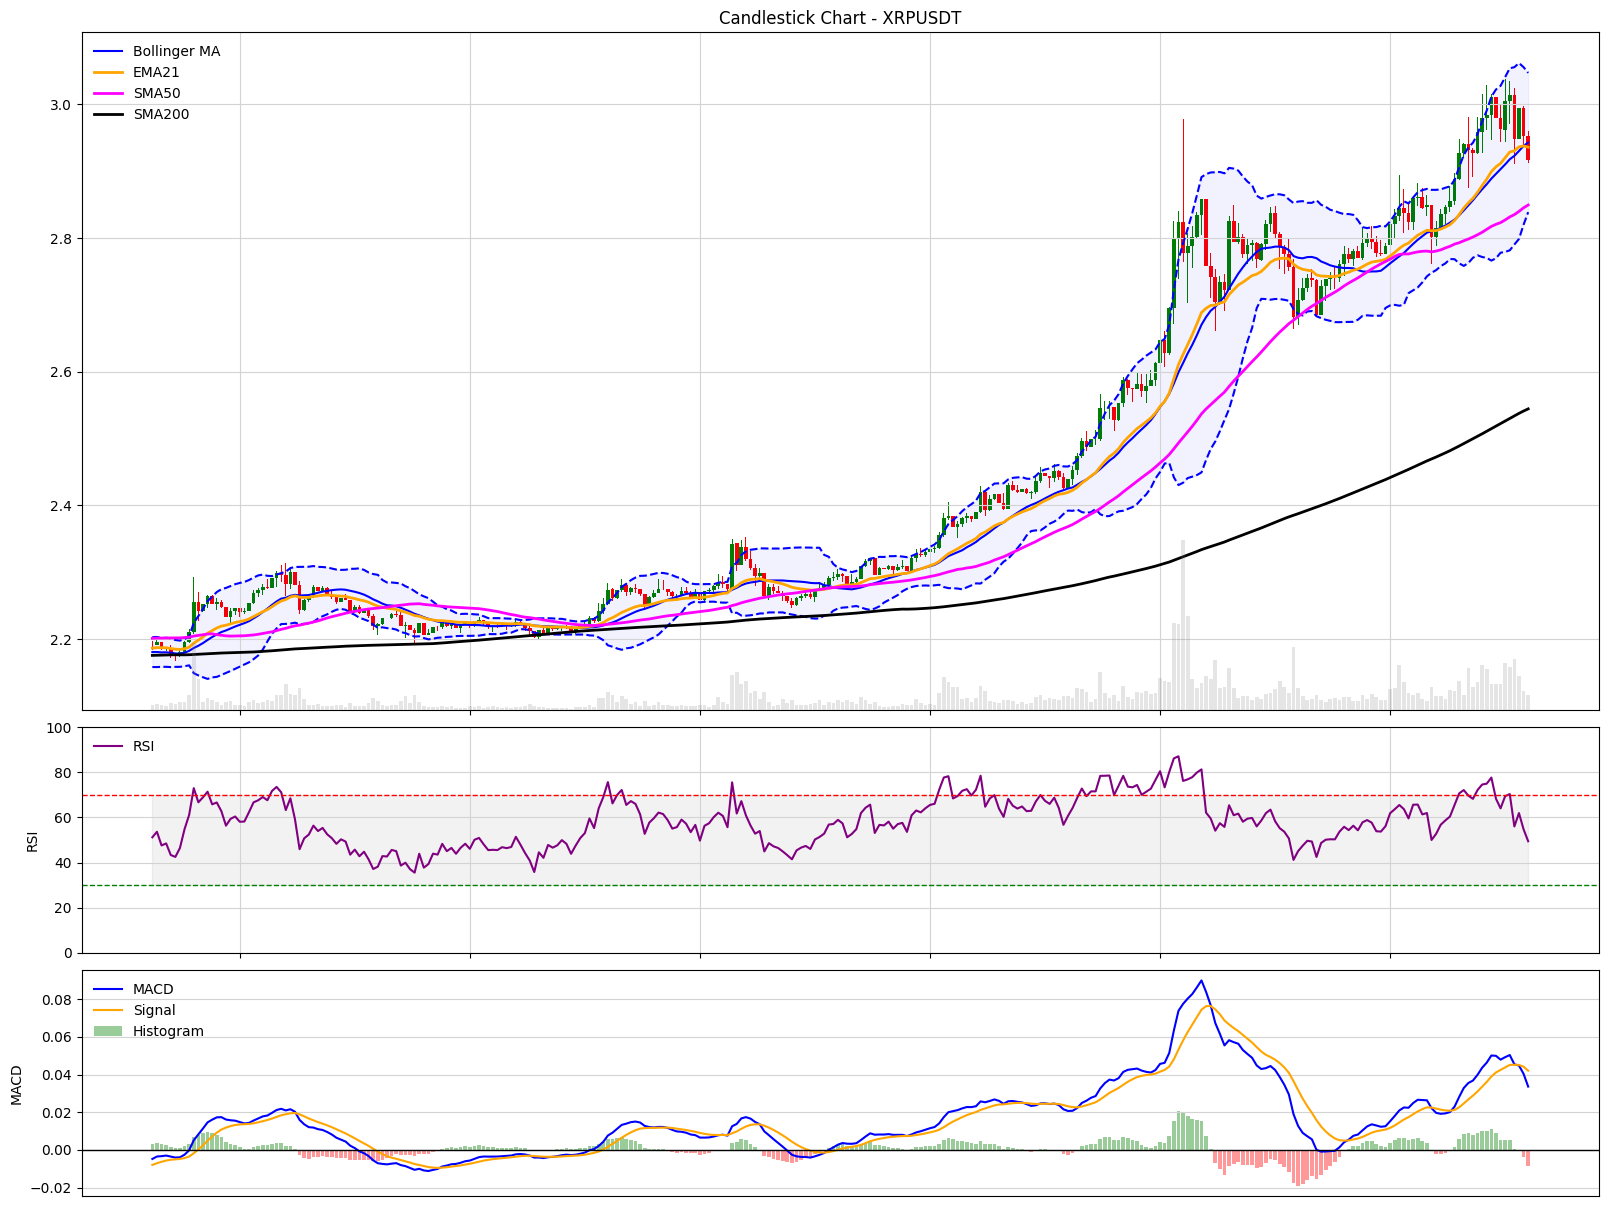 Candlestick Chart - XRPUSDT
Bollinger MA
EMA21
SMA50
SMA200
3.0
2.8
2.6
2.4
2.2
RSI
100
80
60
40
20
0
RSI
MACD
Signal
Histogram
0.08
0.06
0.04
0.02
0.00
−0.02
MACD